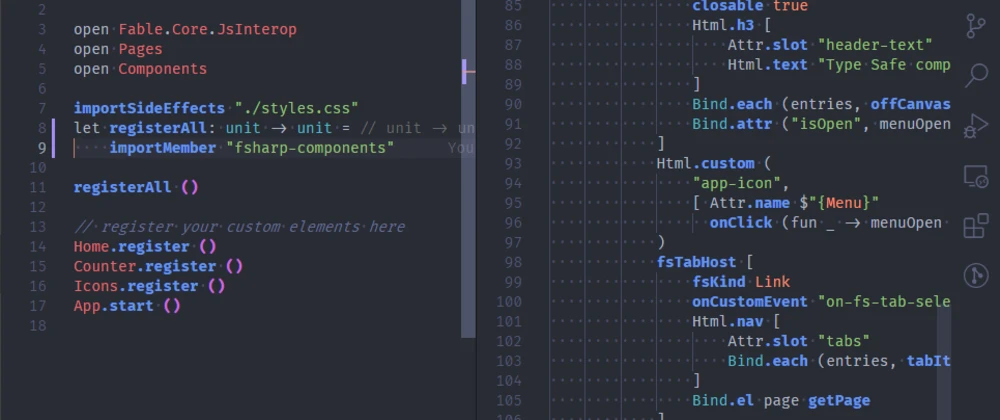 2
3 open Fable.Core.JsInterop
4 open Pages
5 open Components
6
7 importSideEffects "./styles.css"
8 let registerAll: unit -> unit = // unit -> un
9 importMember "fsharp-components" You
10
11 registerAll ()
12
13 // register your custom elements here
14 Home.register ()
15 Counter.register ()
16 Icons.register ()
17 App.start ()
18
85 closable true
86 Html.h3 [
87 Attr.slot "header-text"
88 Html.text "Type Safe comp
89 ]
90 Bind.each (entries, offCanvas
91 Bind.attr ("isOpen", menuOpen
92 ]
93 Html.custom (
94 "app-icon",
95 [ Attr.name $"{Menu}"
96 onClick (fun _ -> menuOpen
97 )
98 fsTabHost [
99 fsKind Link
100 onCustomEvent "on-fs-tab-sele
101 Html.nav [
102 Attr.slot "tabs"
103 Bind.each (entries, tabIt
104 ]
105 Bind.el page getPage
106 ]